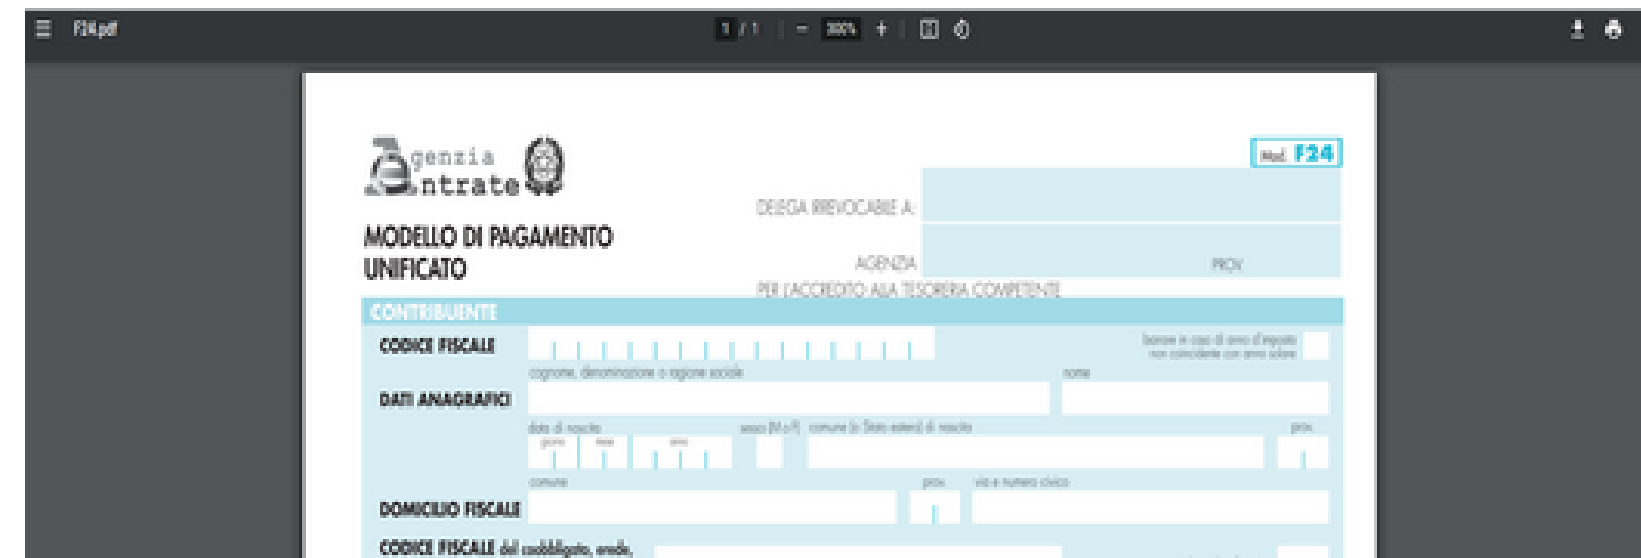 F24.pdf
1 / 1
300%
Agenzia
Entrate
Mod. F24
DELEGA IRREVOCABILE A:
MODELLO DI PAGAMENTO
UNIFICATO
AGENZIA
PROV.
PER L'ACCREDITO ALLA TESORERIA COMPETENTE
CONTRIBUENTE
CODICE FISCALE
barrare in caso di anno d'imposta
non coincidente con anno solare
cognome, denominazione o ragione sociale
nome
DATI ANAGRAFICI
data di nascita
sesso (M o F)
comune (o Stato estero) di nascita
prov.
giorno
mese
anno
comune
prov.
via e numero civico
DOMICILIO FISCALE
CODICE FISCALE del coobbligato, erede,